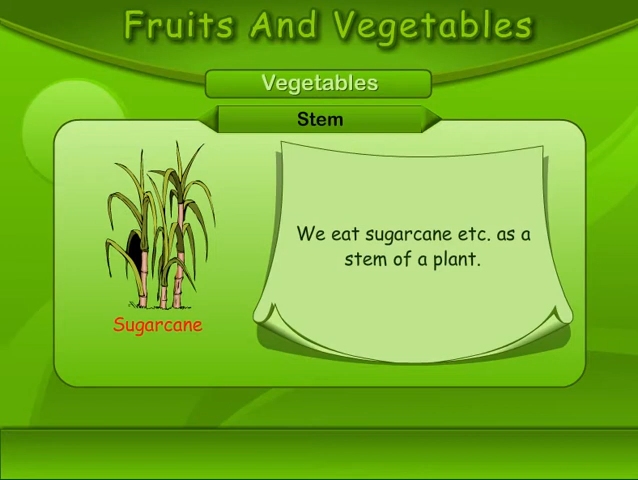 Fruits And Vegetables
Vegetables
Stem
We eat sugarcane etc. as a
stem of a plant.
Sugarcane